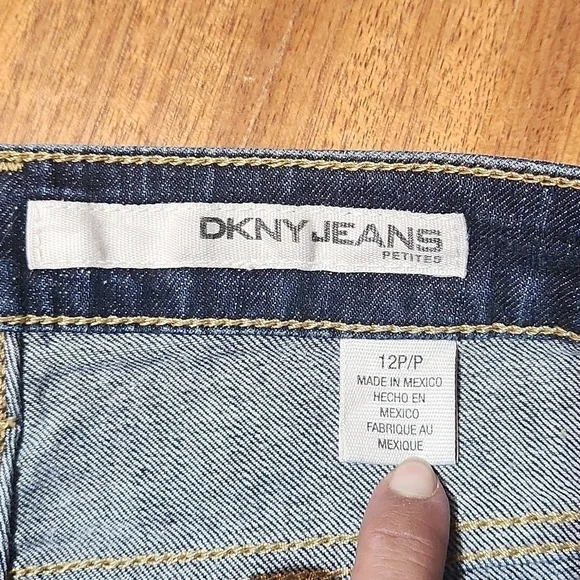 DKNY JEANS
PETITES
12P/P
MADE IN MEXICO
HECHO EN
MEXICO
FABRIQUE AU
MEXIQUE